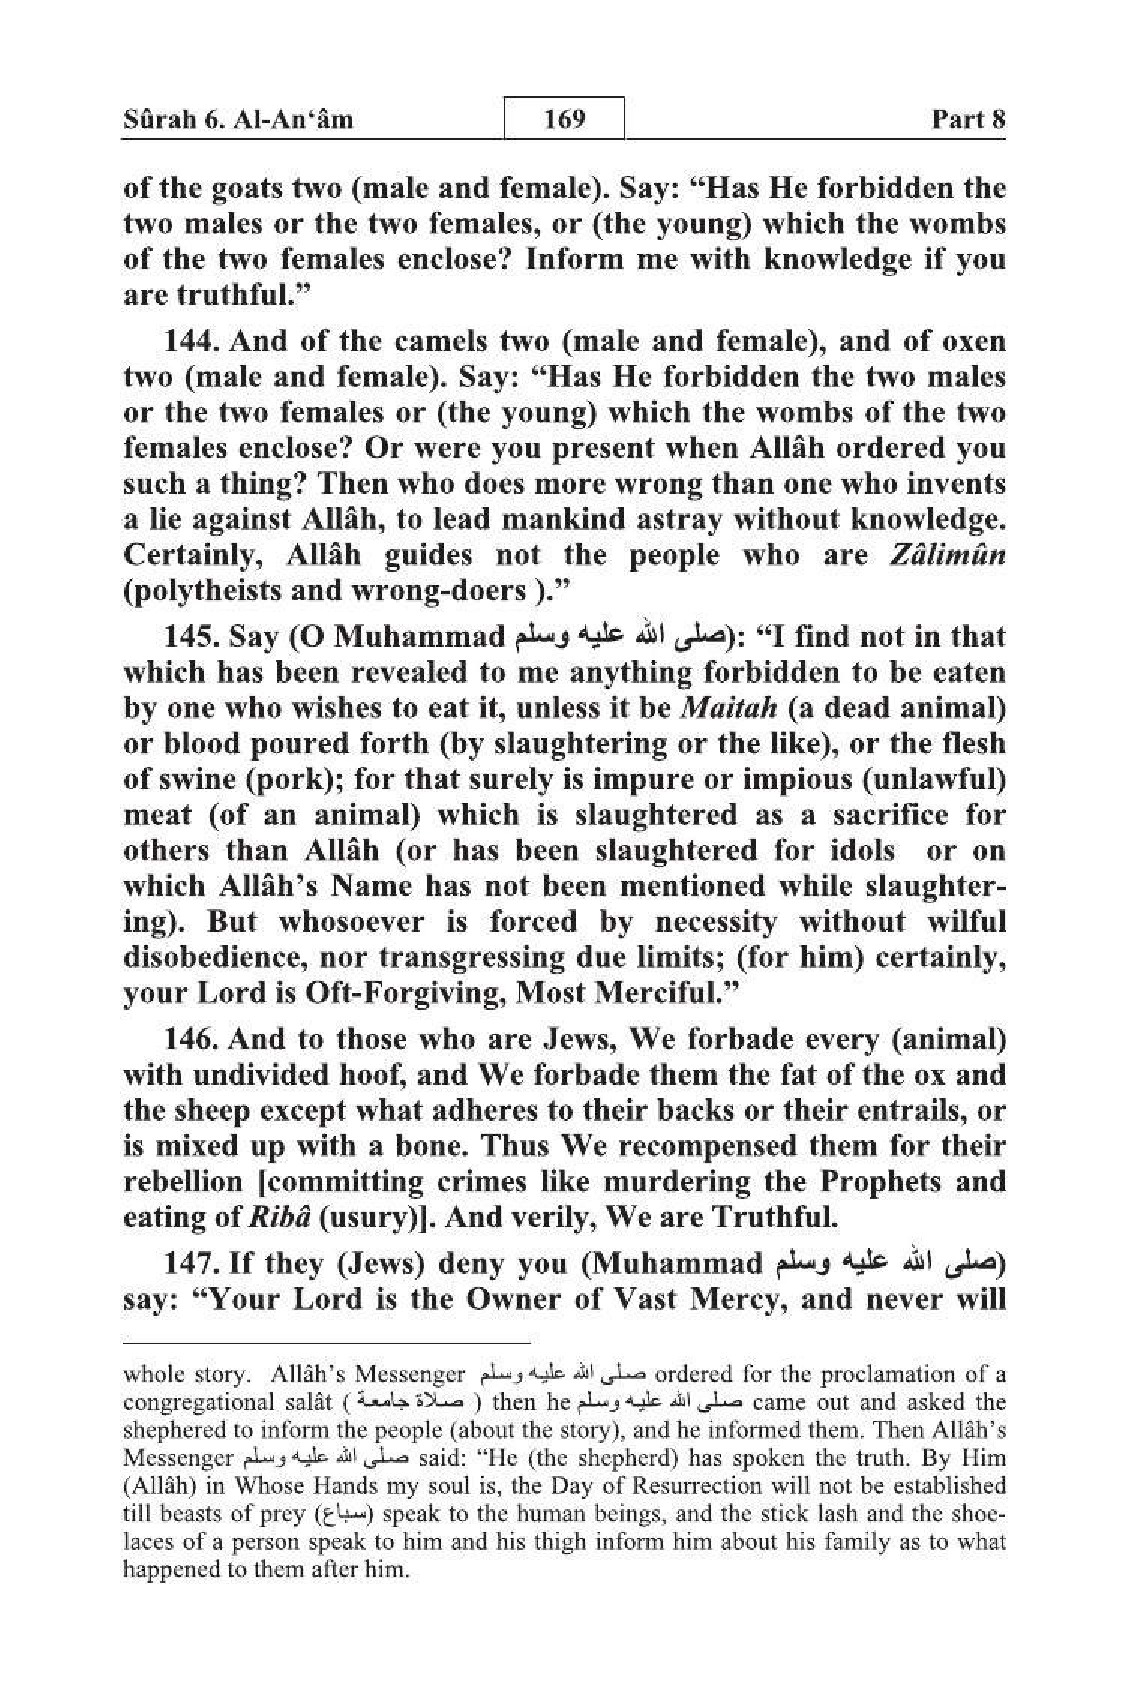 Sûrah 6. Al-An‘âm 169 Part 8
of the goats two (male and female). Say: “Has He forbidden the
two males or the two females, or (the young) which the wombs
of the two females enclose? Inform me with knowledge if you
are truthful.”
144. And of the camels two (male and female), and of oxen
two (male and female). Say: “Has He forbidden the two males
or the two females or (the young) which the wombs of the two
females enclose? Or were you present when Allâh ordered you
such a thing? Then who does more wrong than one who invents
a lie against Allâh, to lead mankind astray without knowledge.
Certainly, Allâh guides not the people who are Zâlimûn
(polytheists and wrong-doers ).”
145. Say (O Muhammad صلى الله عليه وسلم): “I find not in that
which has been revealed to me anything forbidden to be eaten
by one who wishes to eat it, unless it be Maitah (a dead animal)
or blood poured forth (by slaughtering or the like), or the flesh
of swine (pork); for that surely is impure or impious (unlawful)
meat (of an animal) which is slaughtered as a sacrifice for
others than Allâh (or has been slaughtered for idols or on
which Allâh’s Name has not been mentioned while slaughter-
ing). But whosoever is forced by necessity without wilful
disobedience, nor transgressing due limits; (for him) certainly,
your Lord is Oft-Forgiving, Most Merciful.”
146. And to those who are Jews, We forbade every (animal)
with undivided hoof, and We forbade them the fat of the ox and
the sheep except what adheres to their backs or their entrails, or
is mixed up with a bone. Thus We recompensed them for their
rebellion [committing crimes like murdering the Prophets and
eating of Ribâ (usury)]. And verily, We are Truthful.
147. If they (Jews) deny you (Muhammad صلى الله عليه وسلم)
say: “Your Lord is the Owner of Vast Mercy, and never will
whole story. Allâh’s Messenger صلى الله عليه وسلم ordered for the proclamation of a
congregational salât ( صلاة جامعة ) then he صلى الله عليه وسلم came out and asked the
shephered to inform the people (about the story), and he informed them. Then Allâh’s
Messenger صلى الله عليه وسلم said: “He (the shepherd) has spoken the truth. By Him
(Allâh) in Whose Hands my soul is, the Day of Resurrection will not be established
till beasts of prey (سباع) speak to the human beings, and the stick lash and the shoe-
laces of a person speak to him and his thigh inform him about his family as to what
happened to them after him.